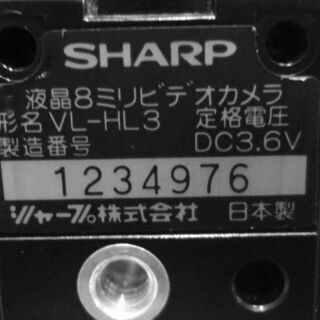 SHARP
液晶8ミリビデオカメラ
形名 VL-HL3 定格電圧
製造番号 DC3.6V
1234976
シャープ株式会社 日本製